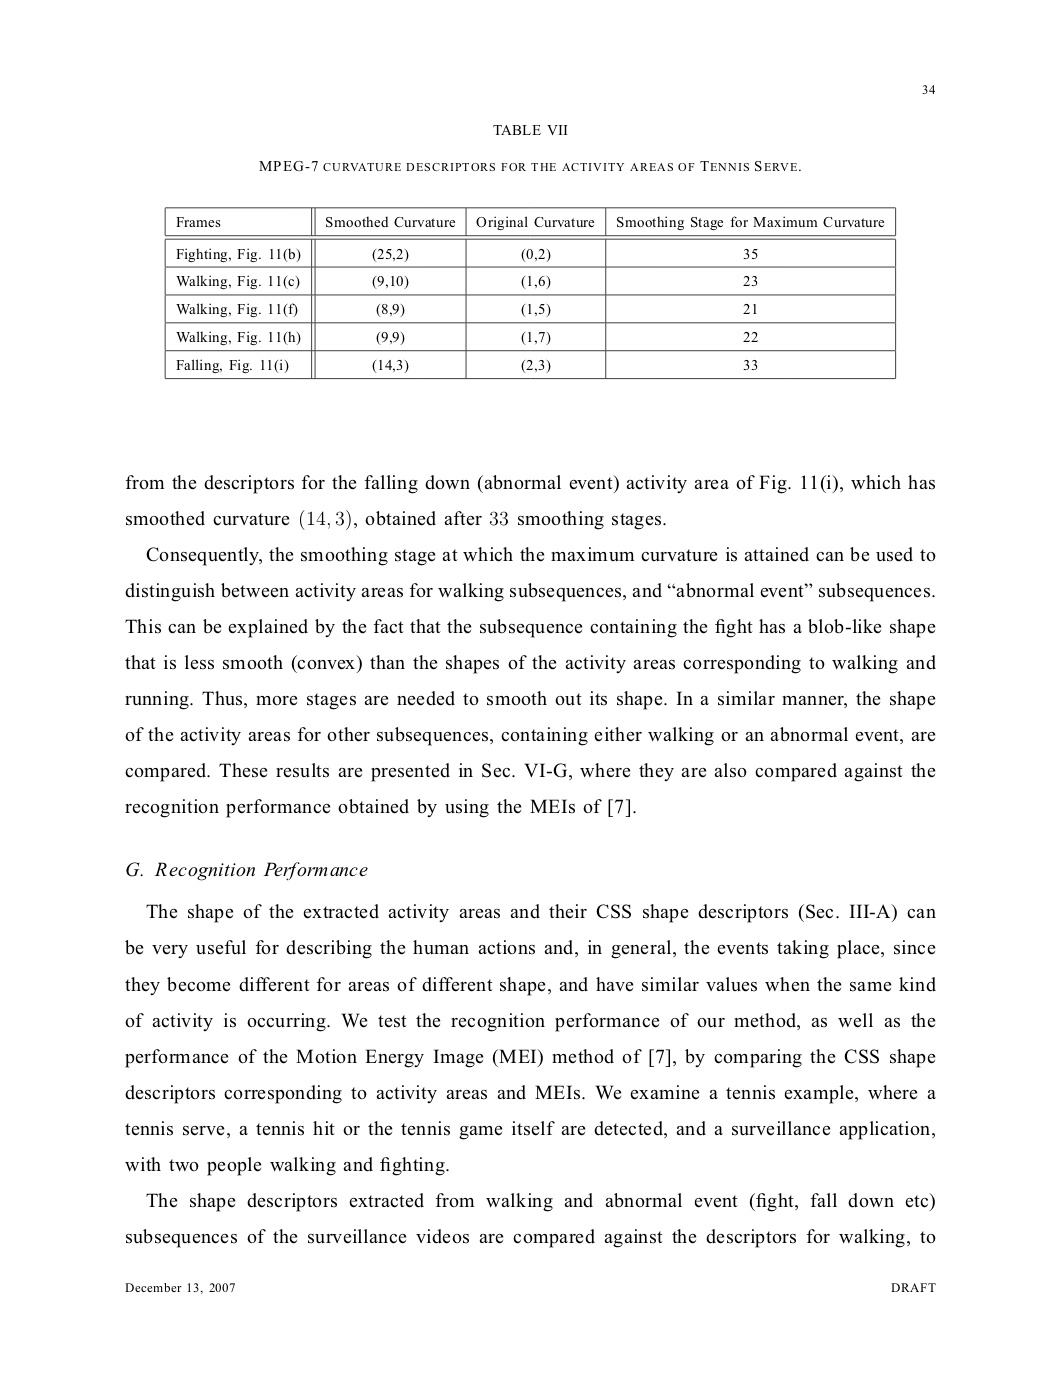 34
TABLE VII
MPEG-7 CURVATURE DESCRIPTORS FOR THE ACTIVITY AREAS OF TENNIS SERVE.
Frames Smoothed Curvature Original Curvature Smoothing Stage for Maximum Curvature
Fighting, Fig. 11(b) (25,2) (0,2) 35
Walking, Fig. 11(c) (9,10) (1,6) 23
Walking, Fig. 11(f) (8,9) (1,5) 21
Walking, Fig. 11(h) (9,9) (1,7) 22
Falling, Fig. 11(i) (14,3) (2,3) 33
from the descriptors for the falling down (abnormal event) activity area of Fig. 11(i), which has
smoothed curvature (14, 3), obtained after 33 smoothing stages.
Consequently, the smoothing stage at which the maximum curvature is attained can be used to
distinguish between activity areas for walking subsequences, and “abnormal event” subsequences.
This can be explained by the fact that the subsequence containing the fight has a blob-like shape
that is less smooth (convex) than the shapes of the activity areas corresponding to walking and
running. Thus, more stages are needed to smooth out its shape. In a similar manner, the shape
of the activity areas for other subsequences, containing either walking or an abnormal event, are
compared. These results are presented in Sec. VI-G, where they are also compared against the
recognition performance obtained by using the MEIs of [7].
G. Recognition Performance
The shape of the extracted activity areas and their CSS shape descriptors (Sec. III-A) can
be very useful for describing the human actions and, in general, the events taking place, since
they become different for areas of different shape, and have similar values when the same kind
of activity is occurring. We test the recognition performance of our method, as well as the
performance of the Motion Energy Image (MEI) method of [7], by comparing the CSS shape
descriptors corresponding to activity areas and MEIs. We examine a tennis example, where a
tennis serve, a tennis hit or the tennis game itself are detected, and a surveillance application,
with two people walking and fighting.
The shape descriptors extracted from walking and abnormal event (fight, fall down etc)
subsequences of the surveillance videos are compared against the descriptors for walking, to
December 13, 2007 DRAFT